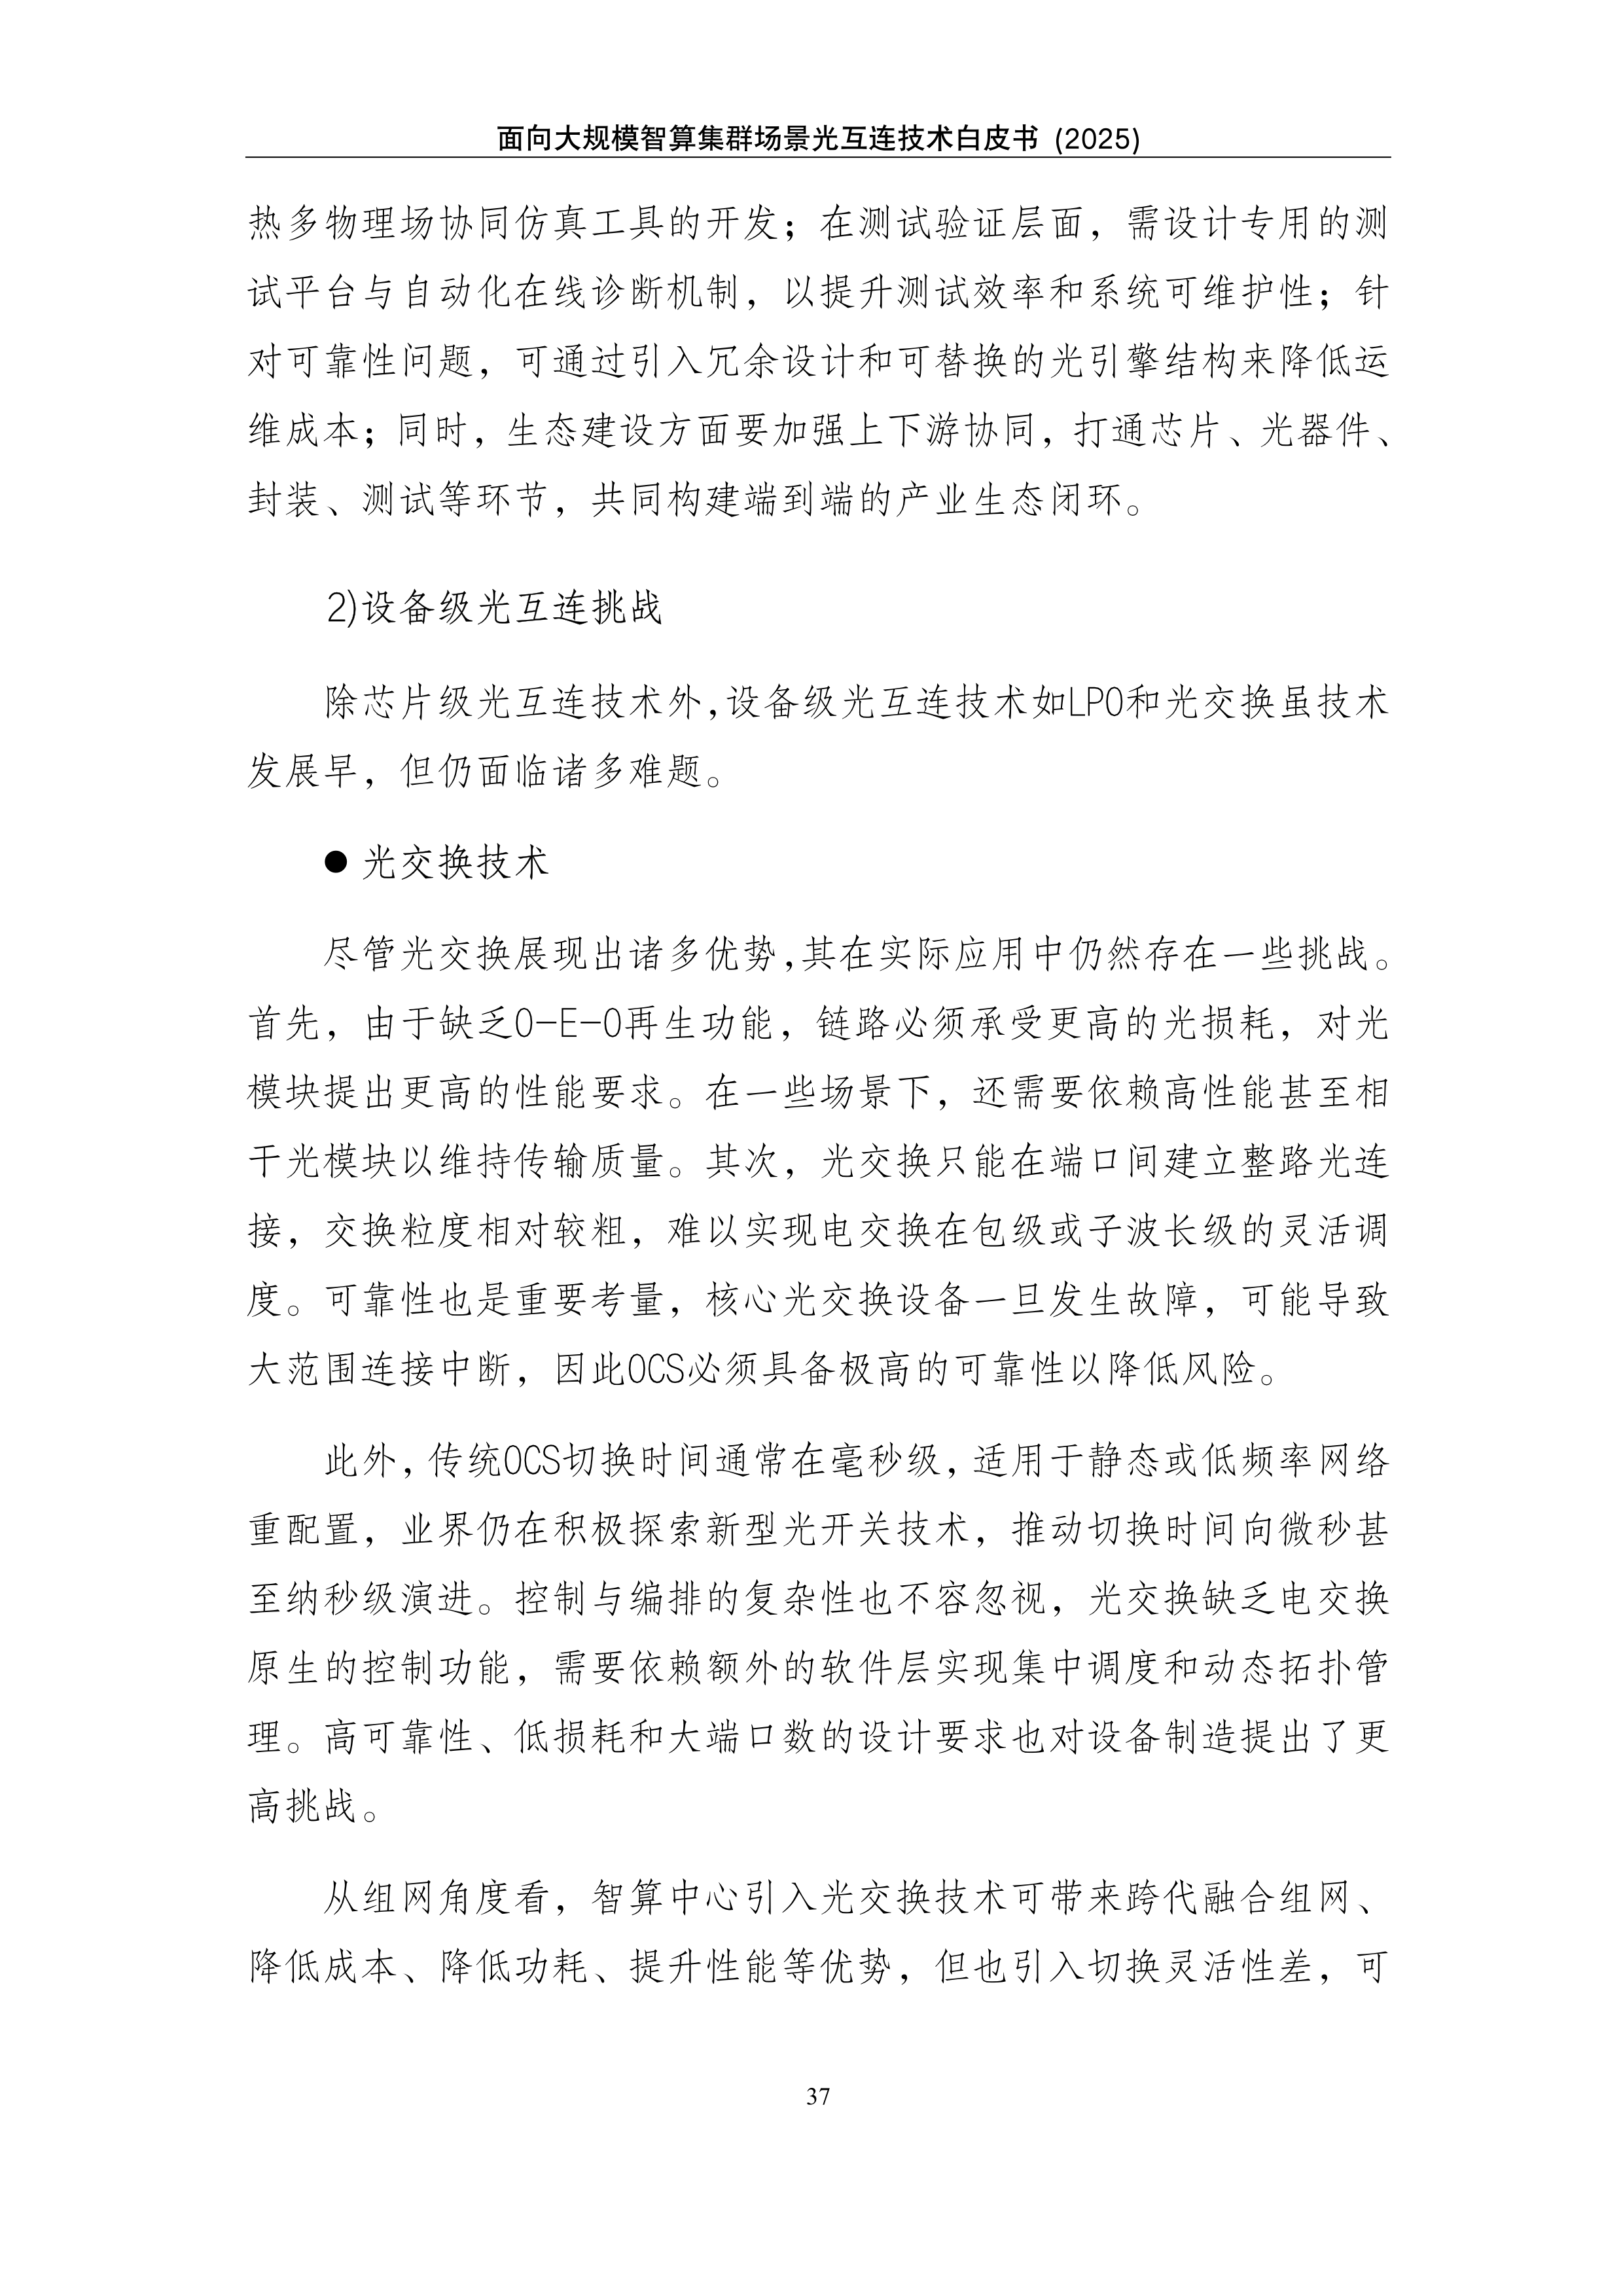 面向大规模智算集群场景光互连技术白皮书 (2025)
热多物理场协同仿真工具的开发；在测试验证层面，需设计专用的测
试平台与自动化在线诊断机制，以提升测试效率和系统可维护性；针
对可靠性问题，可通过引入冗余设计和可替换的光引擎结构来降低运
维成本；同时，生态建设方面要加强上下游协同，打通芯片、光器件、
封装、测试等环节，共同构建端到端的产业生态闭环。
2)设备级光互连挑战
除芯片级光互连技术外，设备级光互连技术如LPO和光交换虽技术
发展早，但仍面临诸多难题。
● 光交换技术
尽管光交换展现出诸多优势，其在实际应用中仍然存在一些挑战。
首先，由于缺乏O-E-O再生功能，链路必须承受更高的光损耗，对光
模块提出更高的性能要求。在一些场景下，还需要依赖高性能甚至相
干光模块以维持传输质量。其次，光交换只能在端口间建立整路光连
接，交换粒度相对较粗，难以实现电交换在包级或子波长级的灵活调
度。可靠性也是重要考量，核心光交换设备一旦发生故障，可能导致
大范围连接中断，因此OCS必须具备极高的可靠性以降低风险。
此外，传统OCS切换时间通常在毫秒级，适用于静态或低频率网络
重配置，业界仍在积极探索新型光开关技术，推动切换时间向微秒甚
至纳秒级演进。控制与编排的复杂性也不容忽视，光交换缺乏电交换
原生的控制功能，需要依赖额外的软件层实现集中调度和动态拓扑管
理。高可靠性、低损耗和大端口数的设计要求也对设备制造提出了更
高挑战。
从组网角度看，智算中心引入光交换技术可带来跨代融合组网、
降低成本、降低功耗、提升性能等优势，但也引入切换灵活性差，可
37